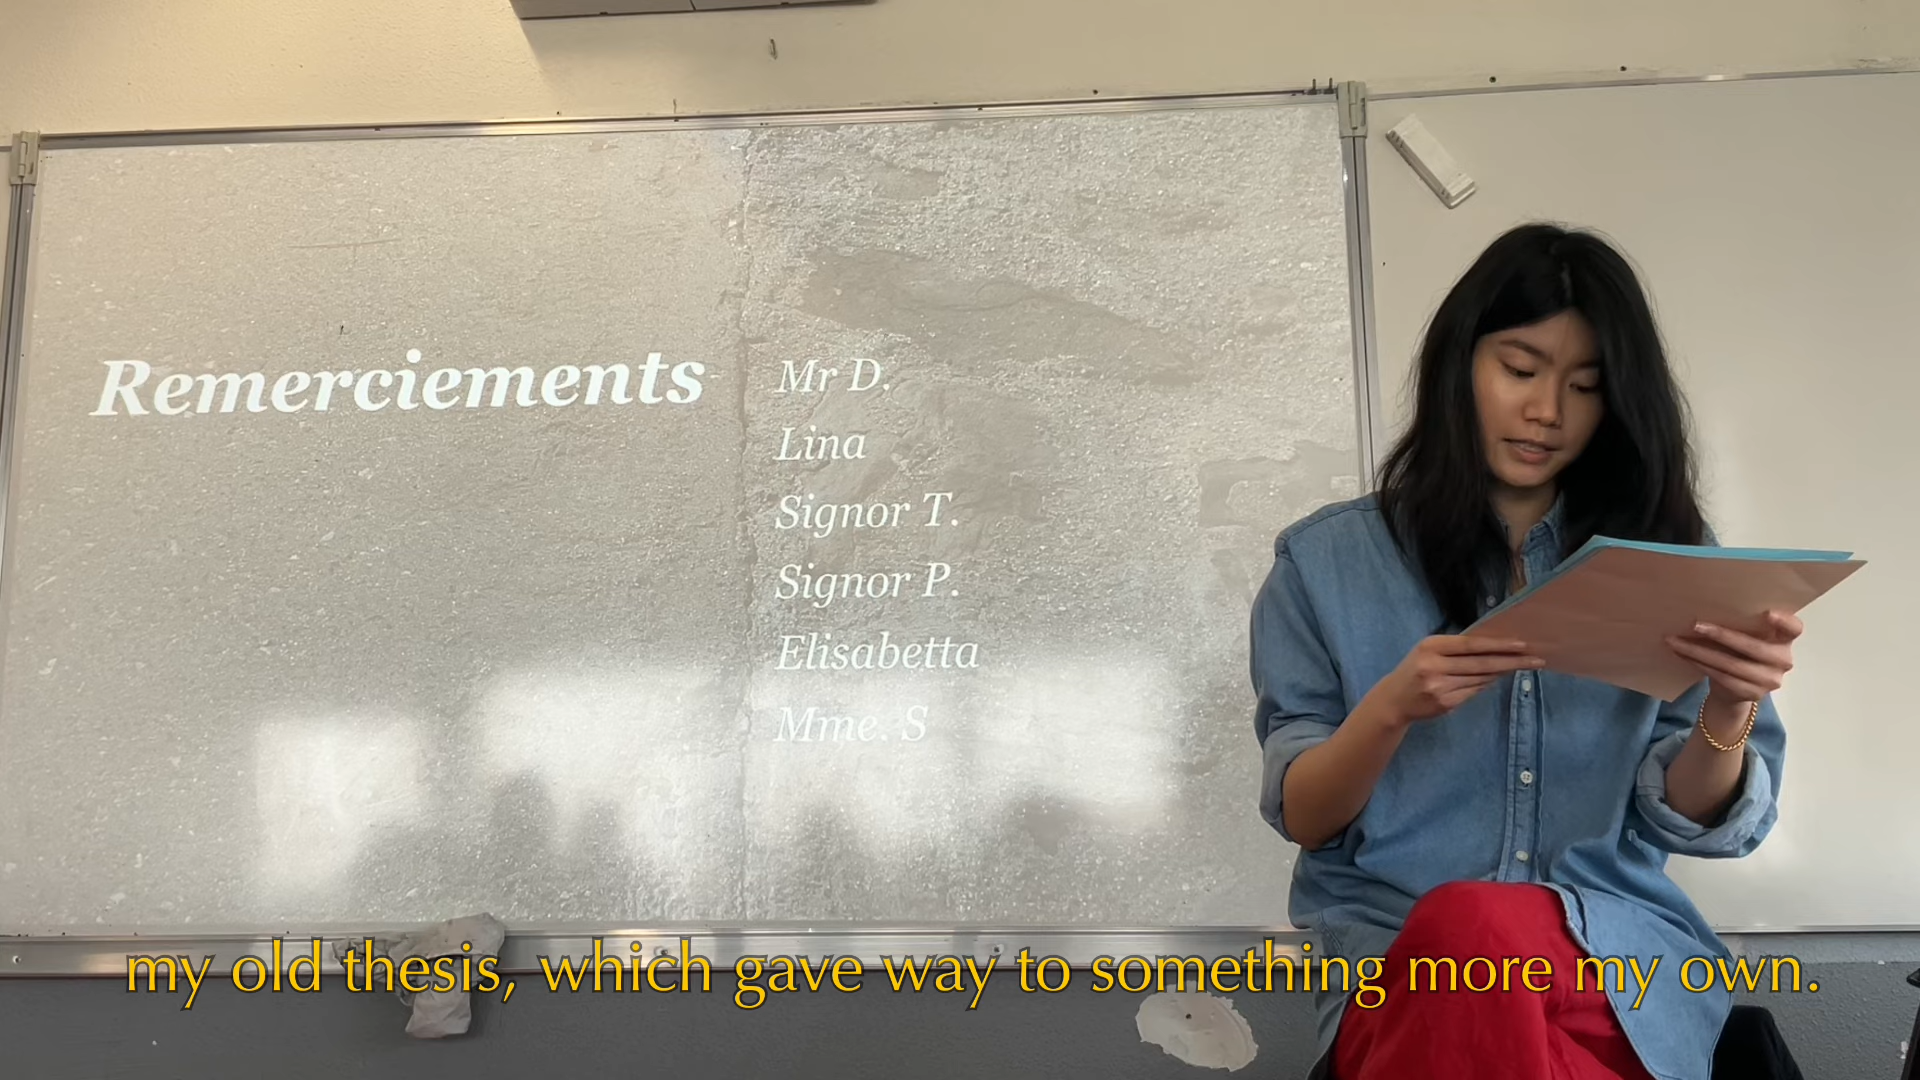 Remerciements
Mr D.
Lina
Signor T.
Signor P.
Elisabetta
Mme. S
my old thesis, which gave way to something more my own.